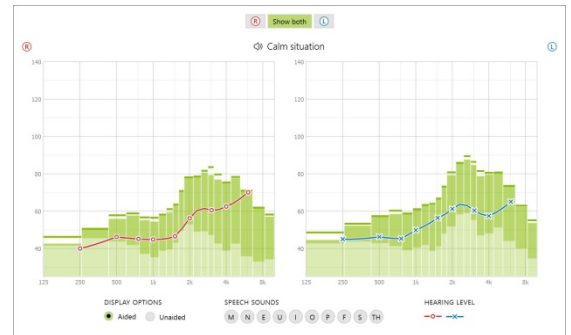 R Show both L
R Calm situation L
140 140
120 120
100 100
80 80
60 60
40 40
125 250 500 1k 2k 4k 8k 125 250 500 1k 2k 4k 8k
DISPLAY OPTIONS SPEECH SOUNDS HEARING LEVEL
Aided Unaided M N E U I O P F S TH